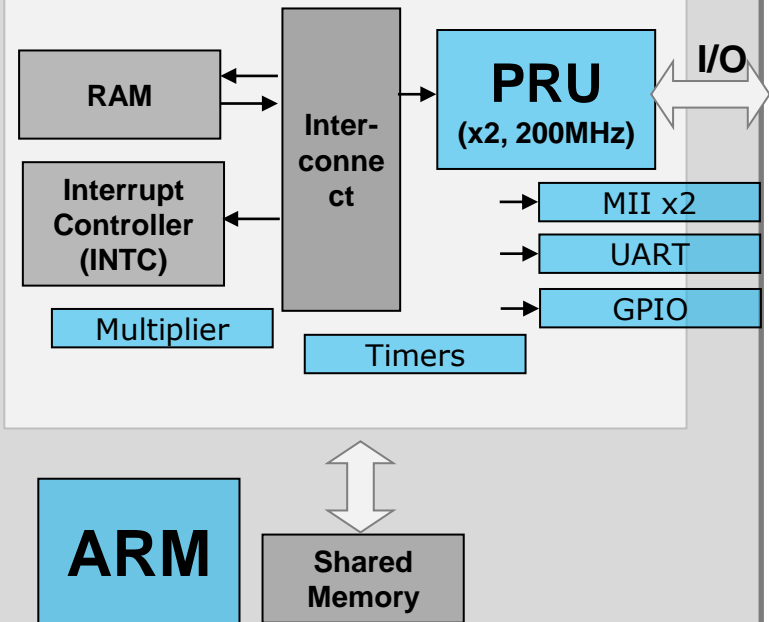 RAM
Interrupt
Controller
(INTC)
Multiplier
Inter-
conne
ct
Timers
PRU
(x2, 200MHz)
I/O
MII x2
UART
GPIO
ARM
Shared
Memory